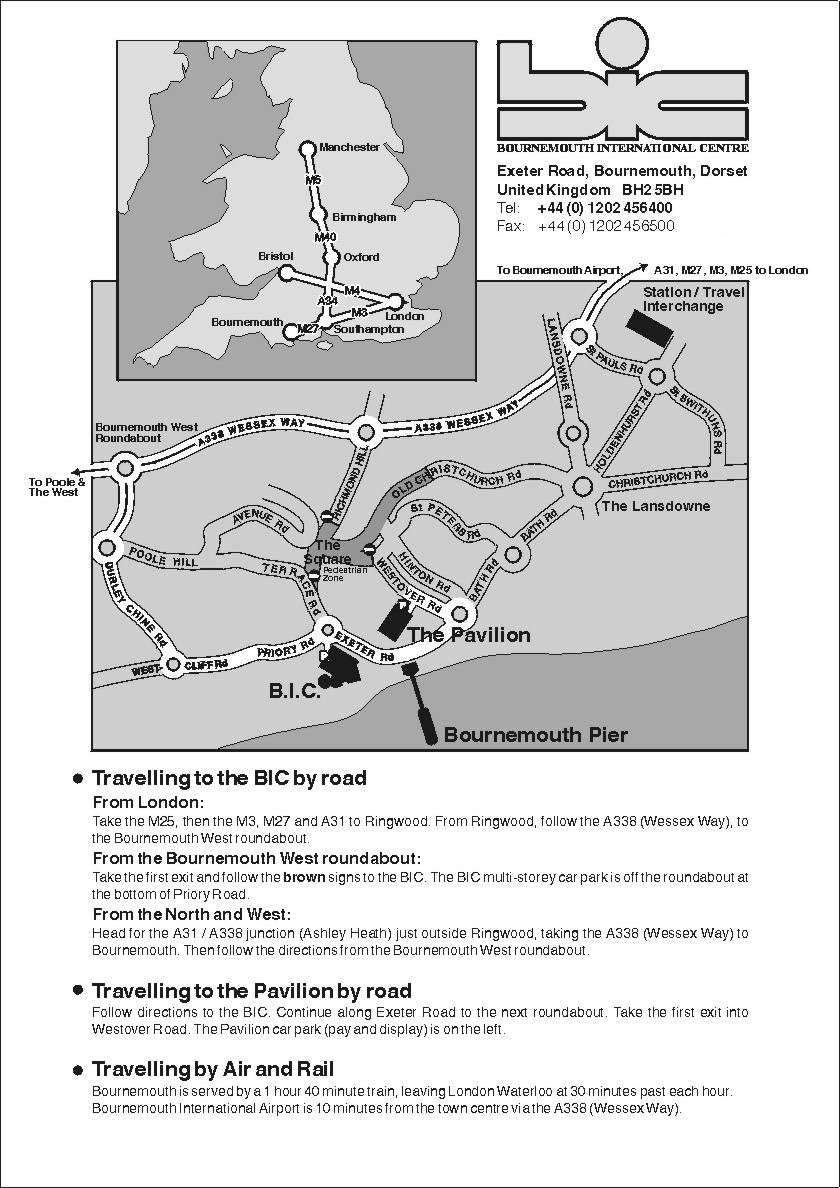 BOURNEMOUTH INTERNATIONAL CENTRE
Exeter Road, Bournemouth, Dorset
United Kingdom BH2 5BH
Tel: +44 (0) 1202 456400
Fax: +44 (0) 1202 456500
Manchester
M5
Birmingham
M40
Bristol
Oxford
M4
A34
M3
London
Bournemouth
M27
Southampton
To Bournemouth Airport,
A31, M27, M3, M25 to London
Station / Travel
Interchange
LANSDOWNE Rd
St PAULS Rd
St SWITHUNS Rd
HOLDENHURST Rd
Bournemouth West
Roundabout
A338 WESSEX WAY
A338 WESSEX WAY
To Poole &
The West
RICHMOND HILL
OLD CHRISTCHURCH Rd
CHRISTCHURCH Rd
The Lansdowne
AVENUE Rd
St PETERS Rd
BATH Rd
The
Square
Pedestrian
Zone
POOLE HILL
TERRACE Rd
HINTON Rd
WESTOVER Rd
BATH Rd
DURLEY CHINE Rd
The Pavilion
P
EXETER Rd
PRIORY Rd
WEST CLIFF Rd
P
B.I.C.
Bournemouth Pier
● Travelling to the BIC by road
From London:
Take the M25, then the M3, M27 and A31 to Ringwood. From Ringwood, follow the A338 (Wessex Way), to
the Bournemouth West roundabout.
From the Bournemouth West roundabout:
Take the first exit and follow the brown signs to the BIC. The BIC multi-storey car park is off the roundabout at
the bottom of Priory Road.
From the North and West:
Head for the A31 / A338 junction (Ashley Heath) just outside Ringwood, taking the A338 (Wessex Way) to
Bournemouth. Then follow the directions from the Bournemouth West roundabout.
● Travelling to the Pavilion by road
Follow directions to the BIC. Continue along Exeter Road to the next roundabout. Take the first exit into
Westover Road. The Pavilion car park (pay and display) is on the left.
● Travelling by Air and Rail
Bournemouth is served by a 1 hour 40 minute train, leaving London Waterloo at 30 minutes past each hour.
Bournemouth International Airport is 10 minutes from the town centre via the A338 (Wessex Way).